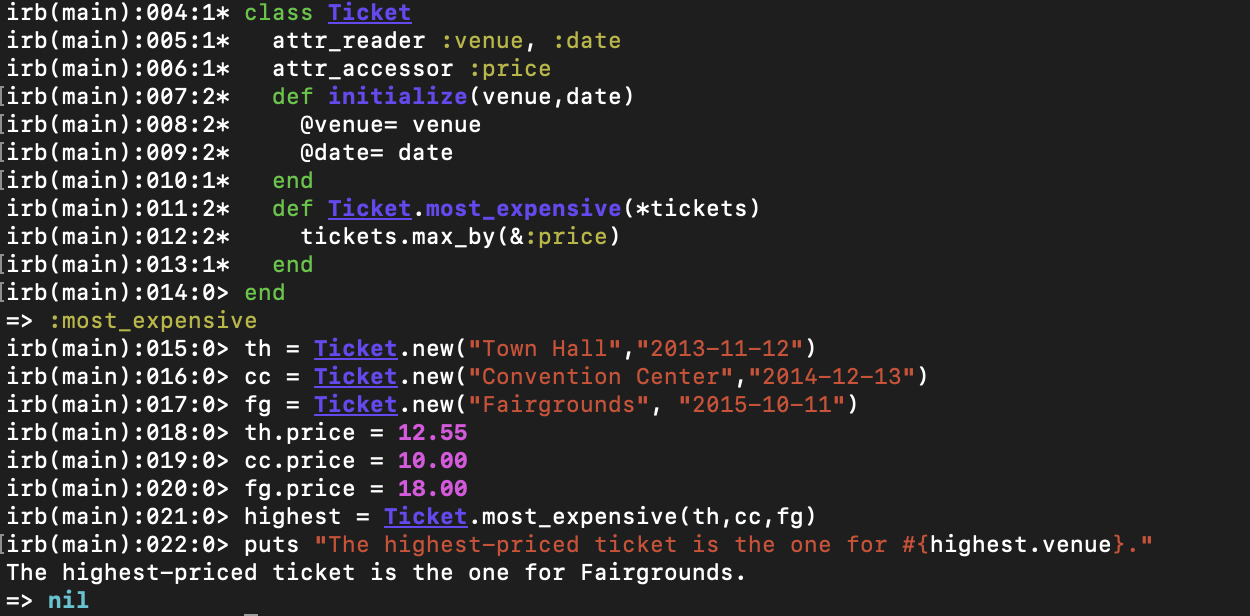 irb(main):004:1* class Ticket
irb(main):005:1*   attr_reader :venue, :date
irb(main):006:1*   attr_accessor :price
irb(main):007:2*   def initialize(venue,date)
irb(main):008:2*     @venue= venue
irb(main):009:2*     @date= date
irb(main):010:1*   end
irb(main):011:2*   def Ticket.most_expensive(*tickets)
irb(main):012:2*     tickets.max_by(&:price)
irb(main):013:1*   end
irb(main):014:0> end
=> :most_expensive
irb(main):015:0> th = Ticket.new("Town Hall","2013-11-12")
irb(main):016:0> cc = Ticket.new("Convention Center","2014-12-13")
irb(main):017:0> fg = Ticket.new("Fairgrounds", "2015-10-11")
irb(main):018:0> th.price = 12.55
irb(main):019:0> cc.price = 10.00
irb(main):020:0> fg.price = 18.00
irb(main):021:0> highest = Ticket.most_expensive(th,cc,fg)
irb(main):022:0> puts "The highest-priced ticket is the one for #{highest.venue}."
The highest-priced ticket is the one for Fairgrounds.
=> nil